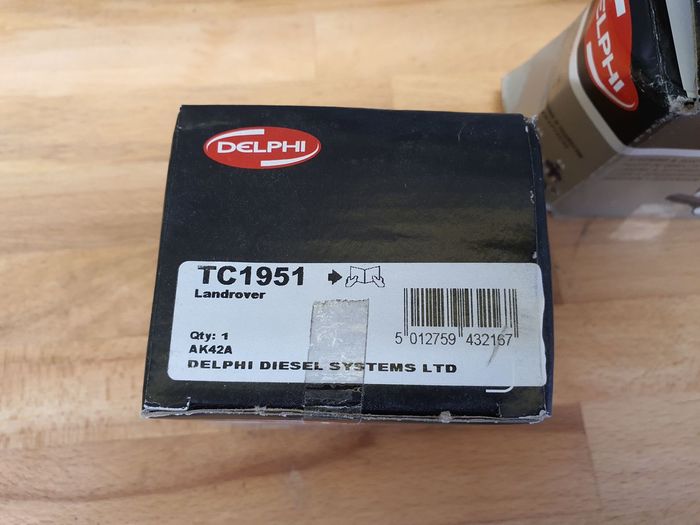 DELPHI
DELPHI
TC1951
Landrover
Qty: 1
AK42A
DELPHI DIESEL SYSTEMS LTD
5 012759 432167